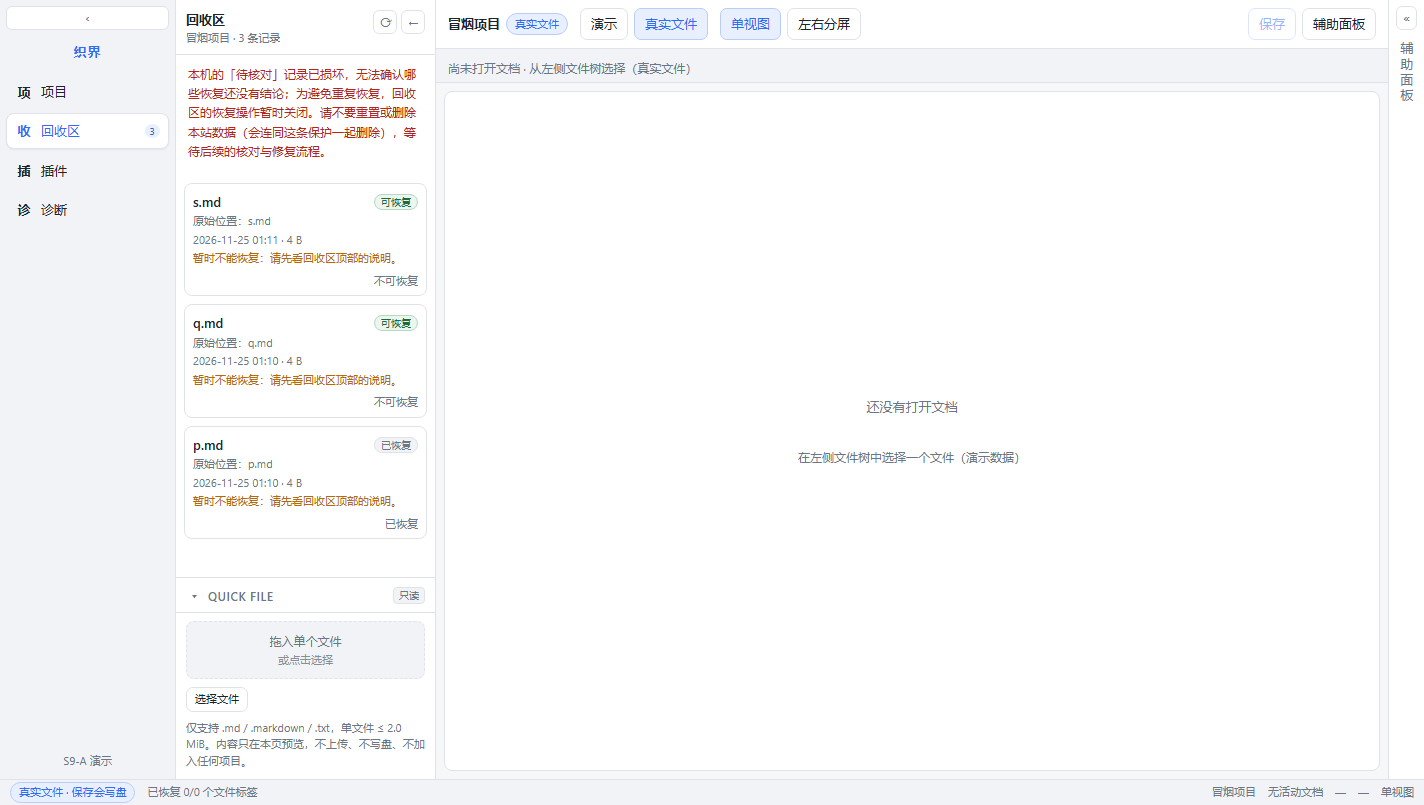 ‹
织界
项 项目
收 回收区 3
插 插件
诊 诊断
S9-A 演示
回收区
冒烟项目 · 3 条记录
⟳ ←
本机的「待核对」记录已损坏，无法确认哪
些恢复还没有结论；为避免重复恢复，回收
区的恢复操作暂时关闭。请不要重置或删除
本站数据（会连同这条保护一起删除），等
待后续的核对与修复流程。
s.md 可恢复
原始位置：s.md
2026-11-25 01:11 · 4 B
暂时不能恢复：请先看回收区顶部的说明。
不可恢复
q.md 可恢复
原始位置：q.md
2026-11-25 01:10 · 4 B
暂时不能恢复：请先看回收区顶部的说明。
不可恢复
p.md 已恢复
原始位置：p.md
2026-11-25 01:10 · 4 B
暂时不能恢复：请先看回收区顶部的说明。
已恢复
QUICK FILE 只读
拖入单个文件
或点击选择
选择文件
仅支持 .md / .markdown / .txt，单文件 ≤ 2.0
MiB。内容只在本页预览，不上传、不写盘、不加
入任何项目。
冒烟项目 真实文件 演示 真实文件 单视图 左右分屏 保存 辅助面板
尚未打开文档 · 从左侧文件树选择（真实文件）
还没有打开文档
在左侧文件树中选择一个文件（演示数据）
«
辅
助
面
板
真实文件 · 保存会写盘 已恢复 0/0 个文件标签 冒烟项目 无活动文档 — — 单视图